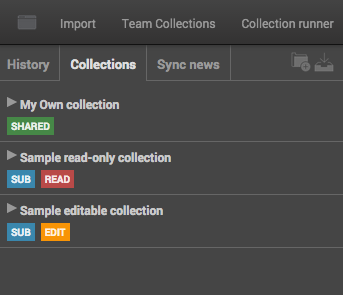 Import Team Collections Collection runner
History Collections Sync news
My Own collection
SHARED
Sample read-only collection
SUB READ
Sample editable collection
SUB EDIT